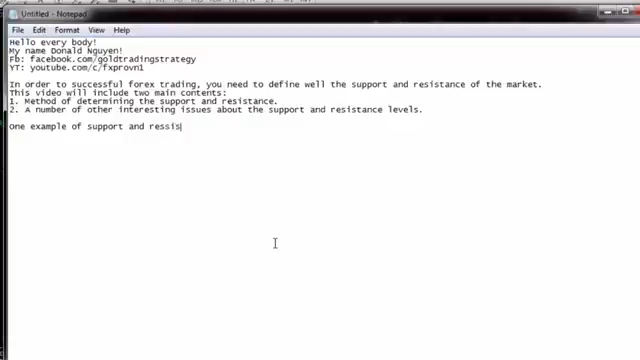 Untitled - Notepad
File Edit Format View Help
Hello every body!
My name Donald Nguyen!
Fb: facebook.com/goldtradingstrategy
YT: youtube.com/c/fxprovn1
In order to successful forex trading, you need to define well the support and resistance of the market.
This video will include two main contents:
1. Method of determining the support and resistance.
2. A number of other interesting issues about the support and resistance levels.
One example of support and ressis